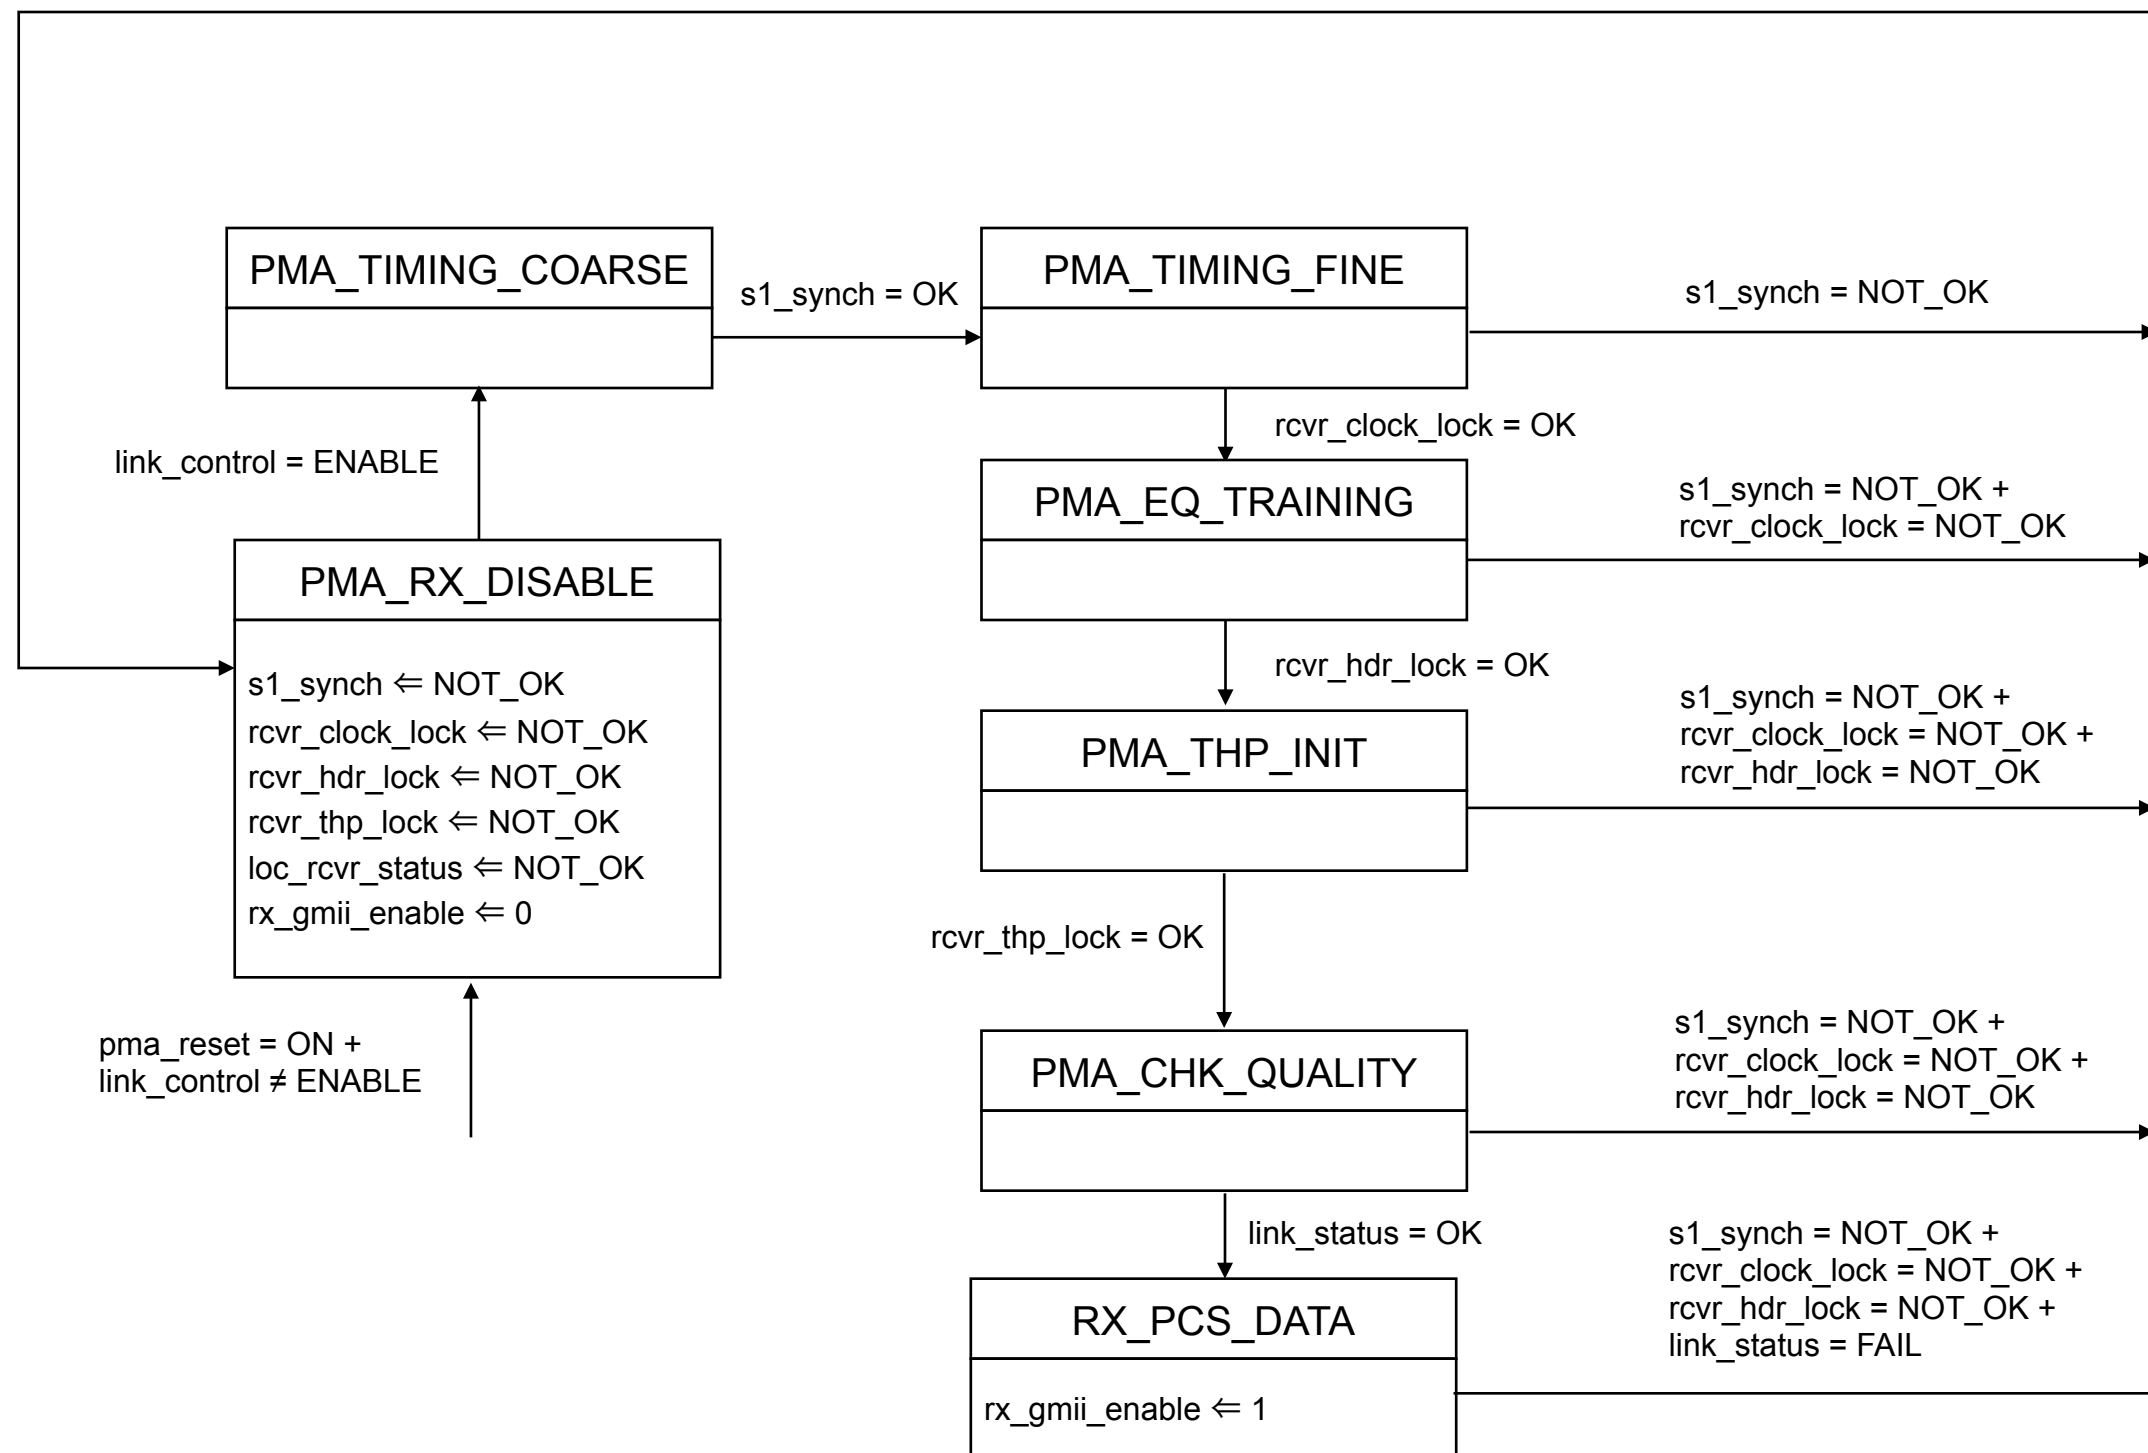 PMA_TIMING_COARSE
s1_synch = OK
PMA_TIMING_FINE
s1_synch = NOT_OK
link_control = ENABLE
rcvr_clock_lock = OK
PMA_EQ_TRAINING
s1_synch = NOT_OK +
rcvr_clock_lock = NOT_OK
PMA_RX_DISABLE
s1_synch ⇐ NOT_OK
rcvr_clock_lock ⇐ NOT_OK
rcvr_hdr_lock ⇐ NOT_OK
rcvr_thp_lock ⇐ NOT_OK
loc_rcvr_status ⇐ NOT_OK
rx_gmii_enable ⇐ 0
rcvr_hdr_lock = OK
PMA_THP_INIT
s1_synch = NOT_OK +
rcvr_clock_lock = NOT_OK +
rcvr_hdr_lock = NOT_OK
rcvr_thp_lock = OK
pma_reset = ON +
link_control ≠ ENABLE
PMA_CHK_QUALITY
s1_synch = NOT_OK +
rcvr_clock_lock = NOT_OK +
rcvr_hdr_lock = NOT_OK
link_status = OK
RX_PCS_DATA
rx_gmii_enable ⇐ 1
s1_synch = NOT_OK +
rcvr_clock_lock = NOT_OK +
rcvr_hdr_lock = NOT_OK +
link_status = FAIL